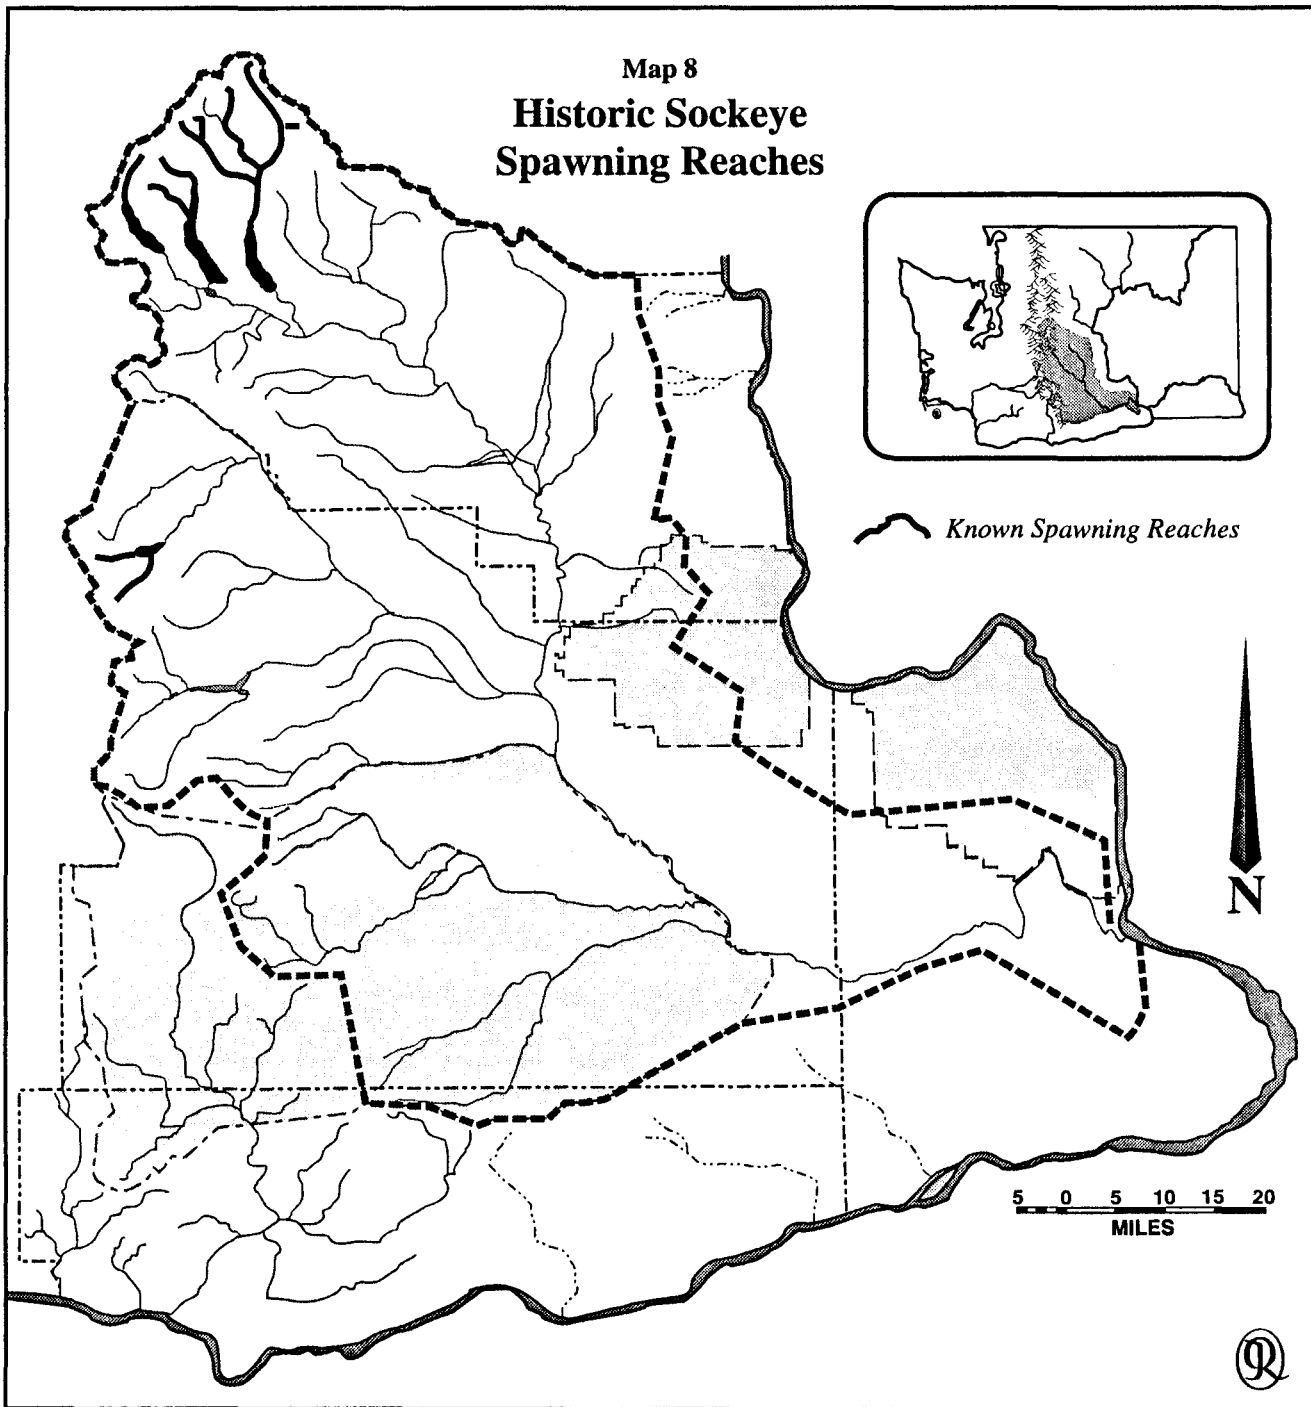 Map 8
Historic Sockeye
Spawning Reaches
Known Spawning Reaches
N
5 0 5 10 15 20
MILES